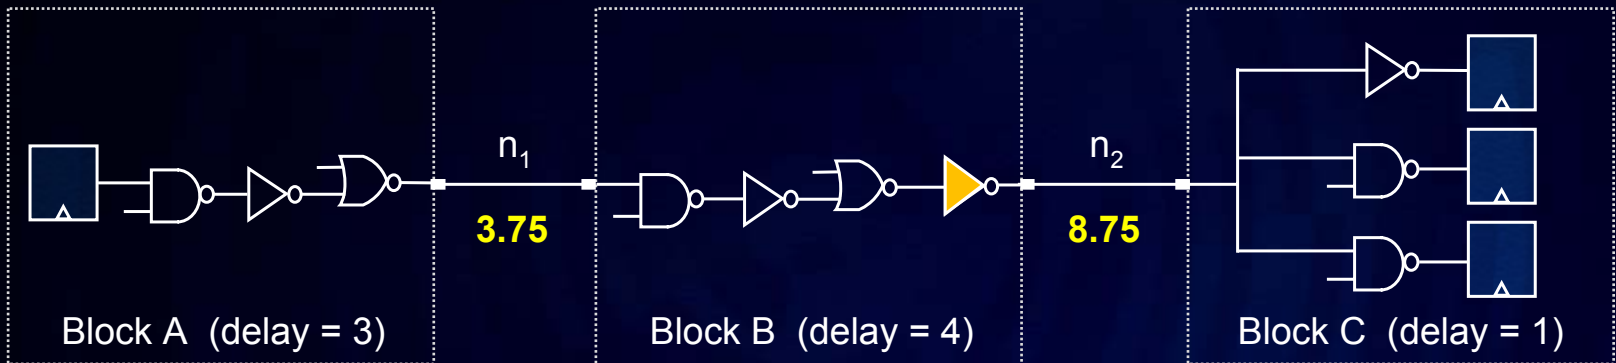 n₁
3.75
n₂
8.75
Block A (delay = 3)
Block B (delay = 4)
Block C (delay = 1)